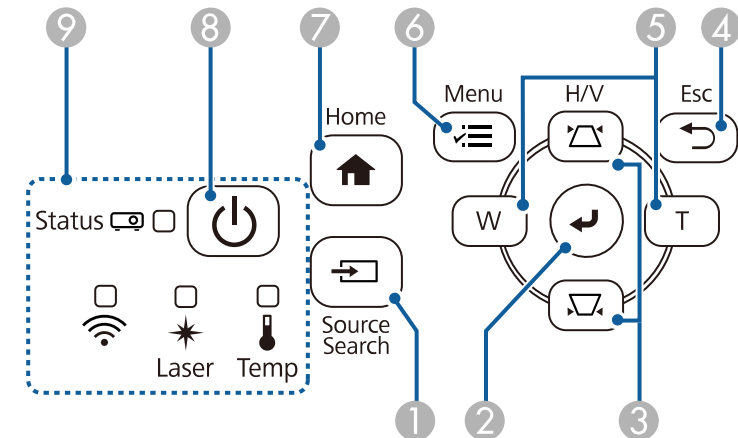 9 8 7 6 5 4
Menu H/V Esc
Home
Status
W T
Source
Search
Laser Temp
1 2 3